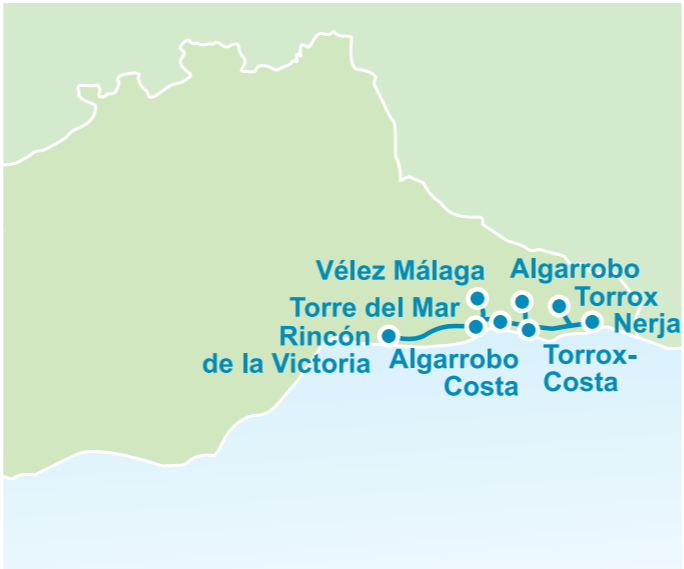 Vélez Málaga
Algarrobo
Torre del Mar
Torrox
Rincón
de la Victoria
Nerja
Algarrobo
Costa
Torrox-
Costa